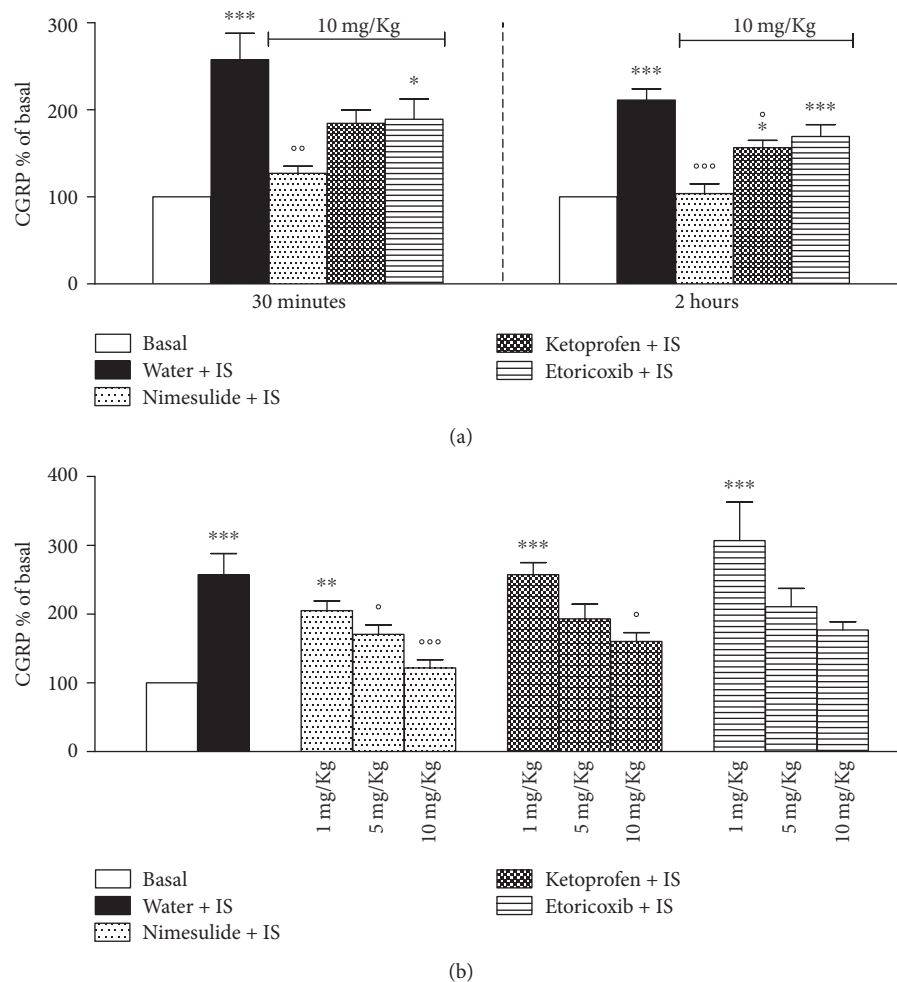 300
200
100
0
CGRP % of basal
10 mg/Kg
10 mg/Kg
***
°°
*
***
°°°
°
*
***
30 minutes
2 hours
Basal
Water + IS
Nimesulide + IS
Ketoprofen + IS
Etoricoxib + IS
(a)
400
300
200
100
0
CGRP % of basal
***
**
°
°°°
***
°
***
1 mg/Kg
5 mg/Kg
10 mg/Kg
1 mg/Kg
5 mg/Kg
10 mg/Kg
1 mg/Kg
5 mg/Kg
10 mg/Kg
Basal
Water + IS
Nimesulide + IS
Ketoprofen + IS
Etoricoxib + IS
(b)